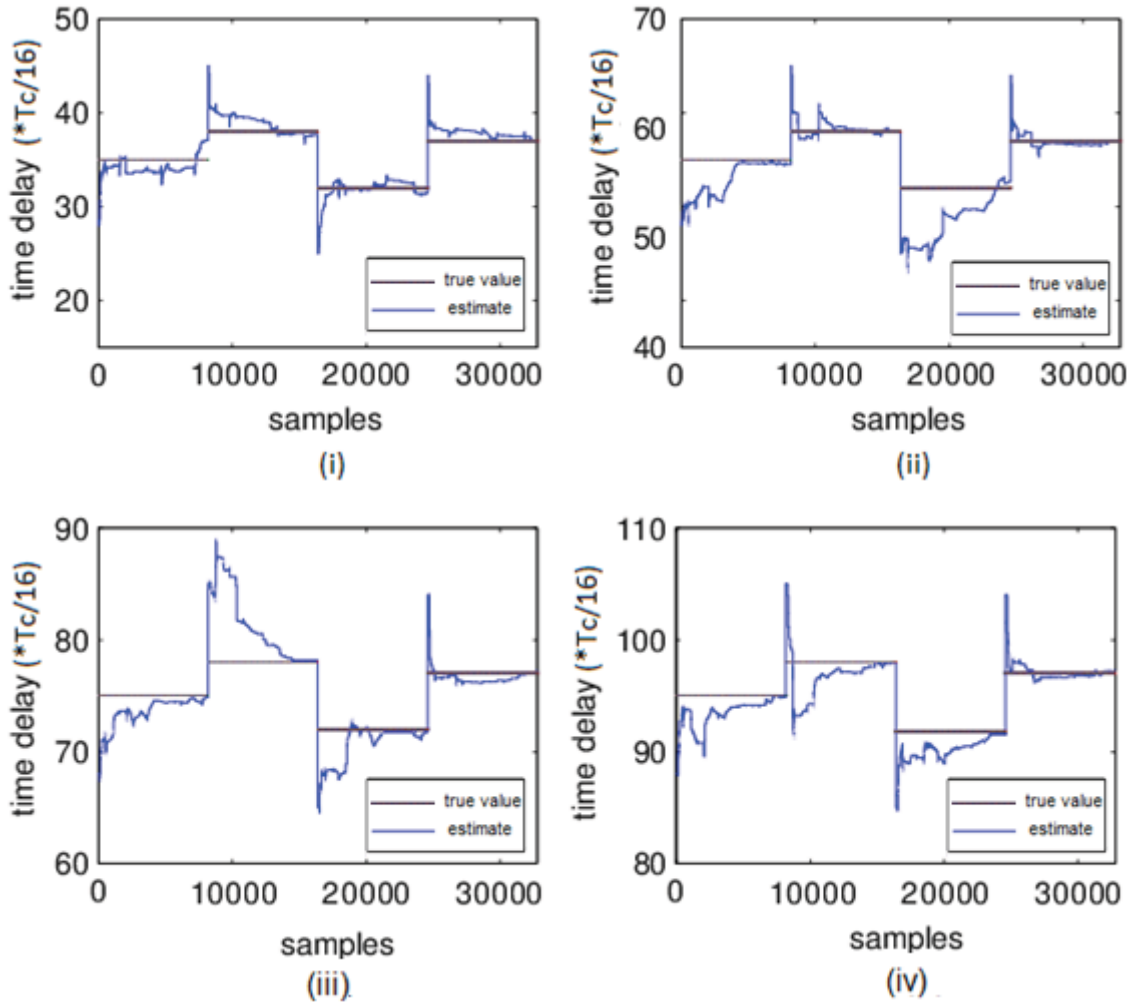 50
40
30
20
time delay (*Tc/16)
true value
estimate
0 10000 20000 30000
samples
(i)
70
60
50
40
time delay (*Tc/16)
true value
estimate
0 10000 20000 30000
samples
(ii)
90
80
70
60
time delay (*Tc/16)
true value
estimate
0 10000 20000 30000
samples
(iii)
110
100
90
80
time delay (*Tc/16)
true value
estimate
0 10000 20000 30000
samples
(iv)